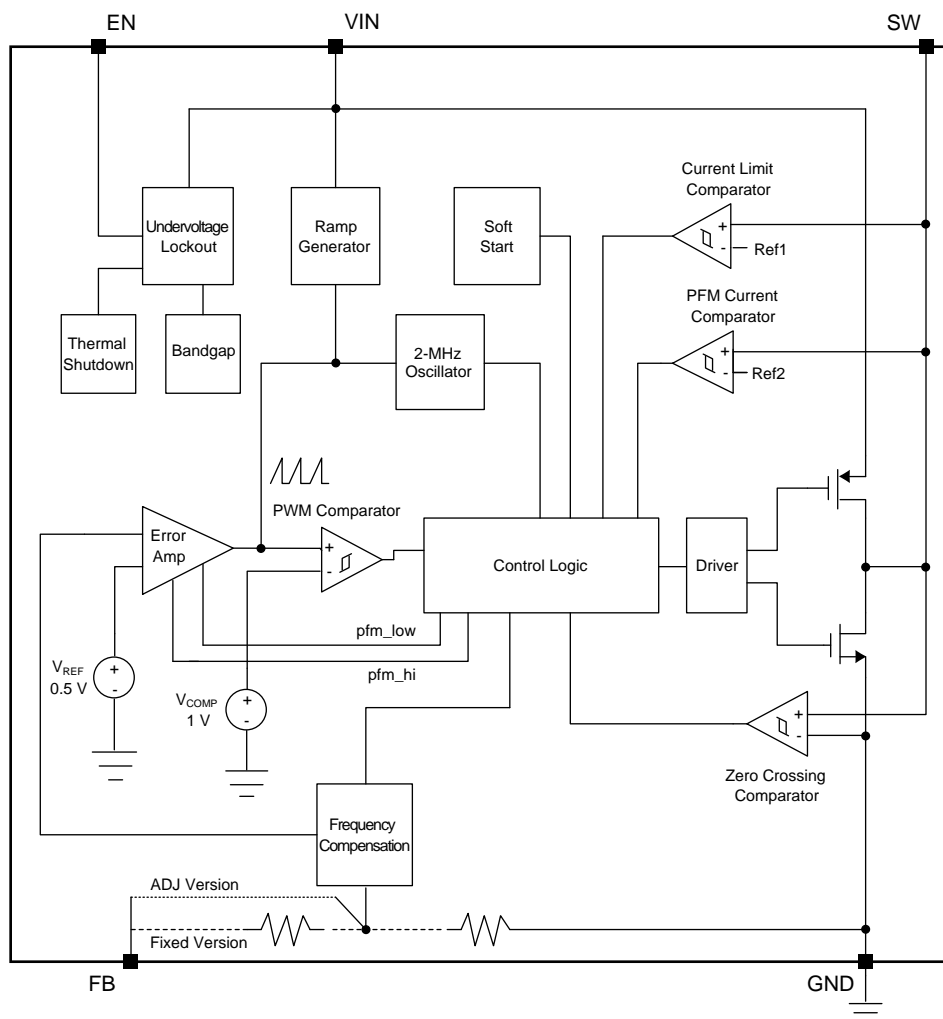 EN
VIN
SW
Current Limit
Comparator
+
-
Ref1
Undervoltage
Lockout
Ramp
Generator
Soft
Start
PFM Current
Comparator
+
-
Ref2
Thermal
Shutdown
Bandgap
2-MHz
Oscillator
PWM Comparator
Error
Amp
+
-
Control Logic
Driver
pfm_low
pfm_hi
VREF
0.5 V
+
-
VCOMP
1 V
+
-
+
-
Zero Crossing
Comparator
Frequency
Compensation
ADJ Version
Fixed Version
FB
GND